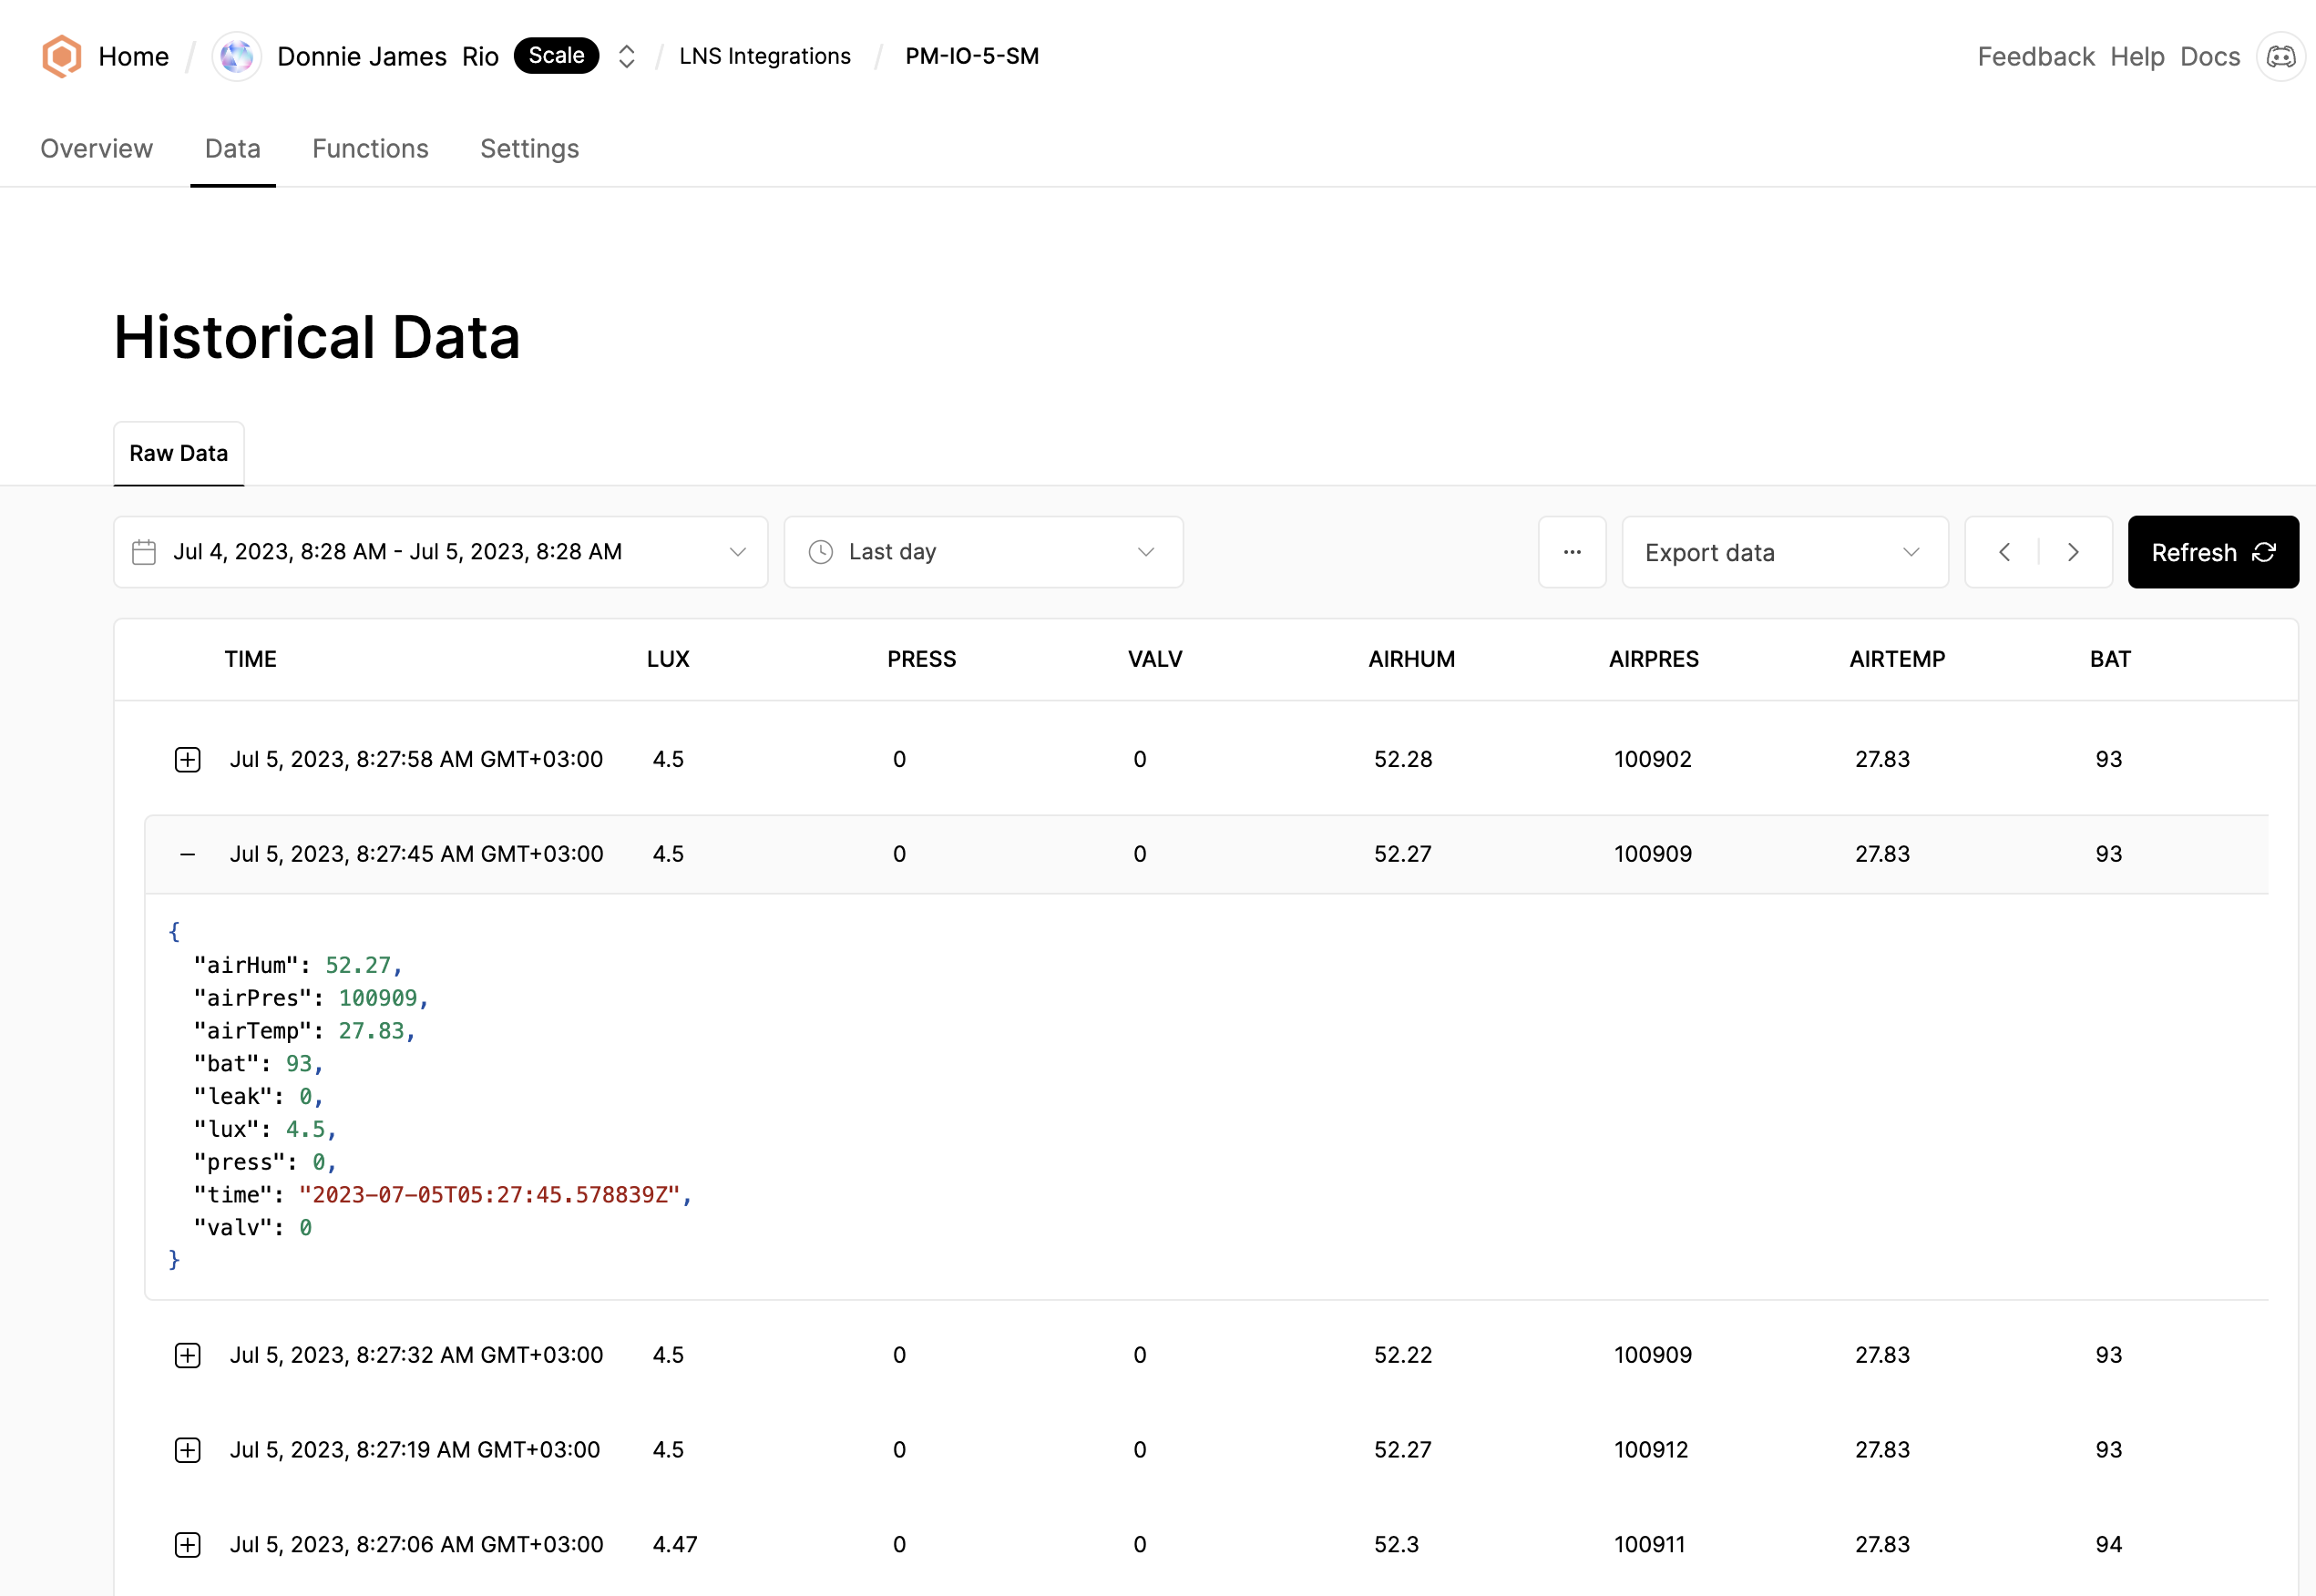 Home / Donnie James Rio Scale / LNS Integrations / PM-IO-5-SM Feedback Help Docs
Overview Data Functions Settings
Historical Data
Raw Data
Jul 4, 2023, 8:28 AM - Jul 5, 2023, 8:28 AM Last day ... Export data Refresh
TIME LUX PRESS VALV AIRHUM AIRPRES AIRTEMP BAT
Jul 5, 2023, 8:27:58 AM GMT+03:00 4.5 0 0 52.28 100902 27.83 93
Jul 5, 2023, 8:27:45 AM GMT+03:00 4.5 0 0 52.27 100909 27.83 93
{
"airHum": 52.27,
"airPres": 100909,
"airTemp": 27.83,
"bat": 93,
"leak": 0,
"lux": 4.5,
"press": 0,
"time": "2023-07-05T05:27:45.578839Z",
"valv": 0
}
Jul 5, 2023, 8:27:32 AM GMT+03:00 4.5 0 0 52.22 100909 27.83 93
Jul 5, 2023, 8:27:19 AM GMT+03:00 4.5 0 0 52.27 100912 27.83 93
Jul 5, 2023, 8:27:06 AM GMT+03:00 4.47 0 0 52.3 100911 27.83 94